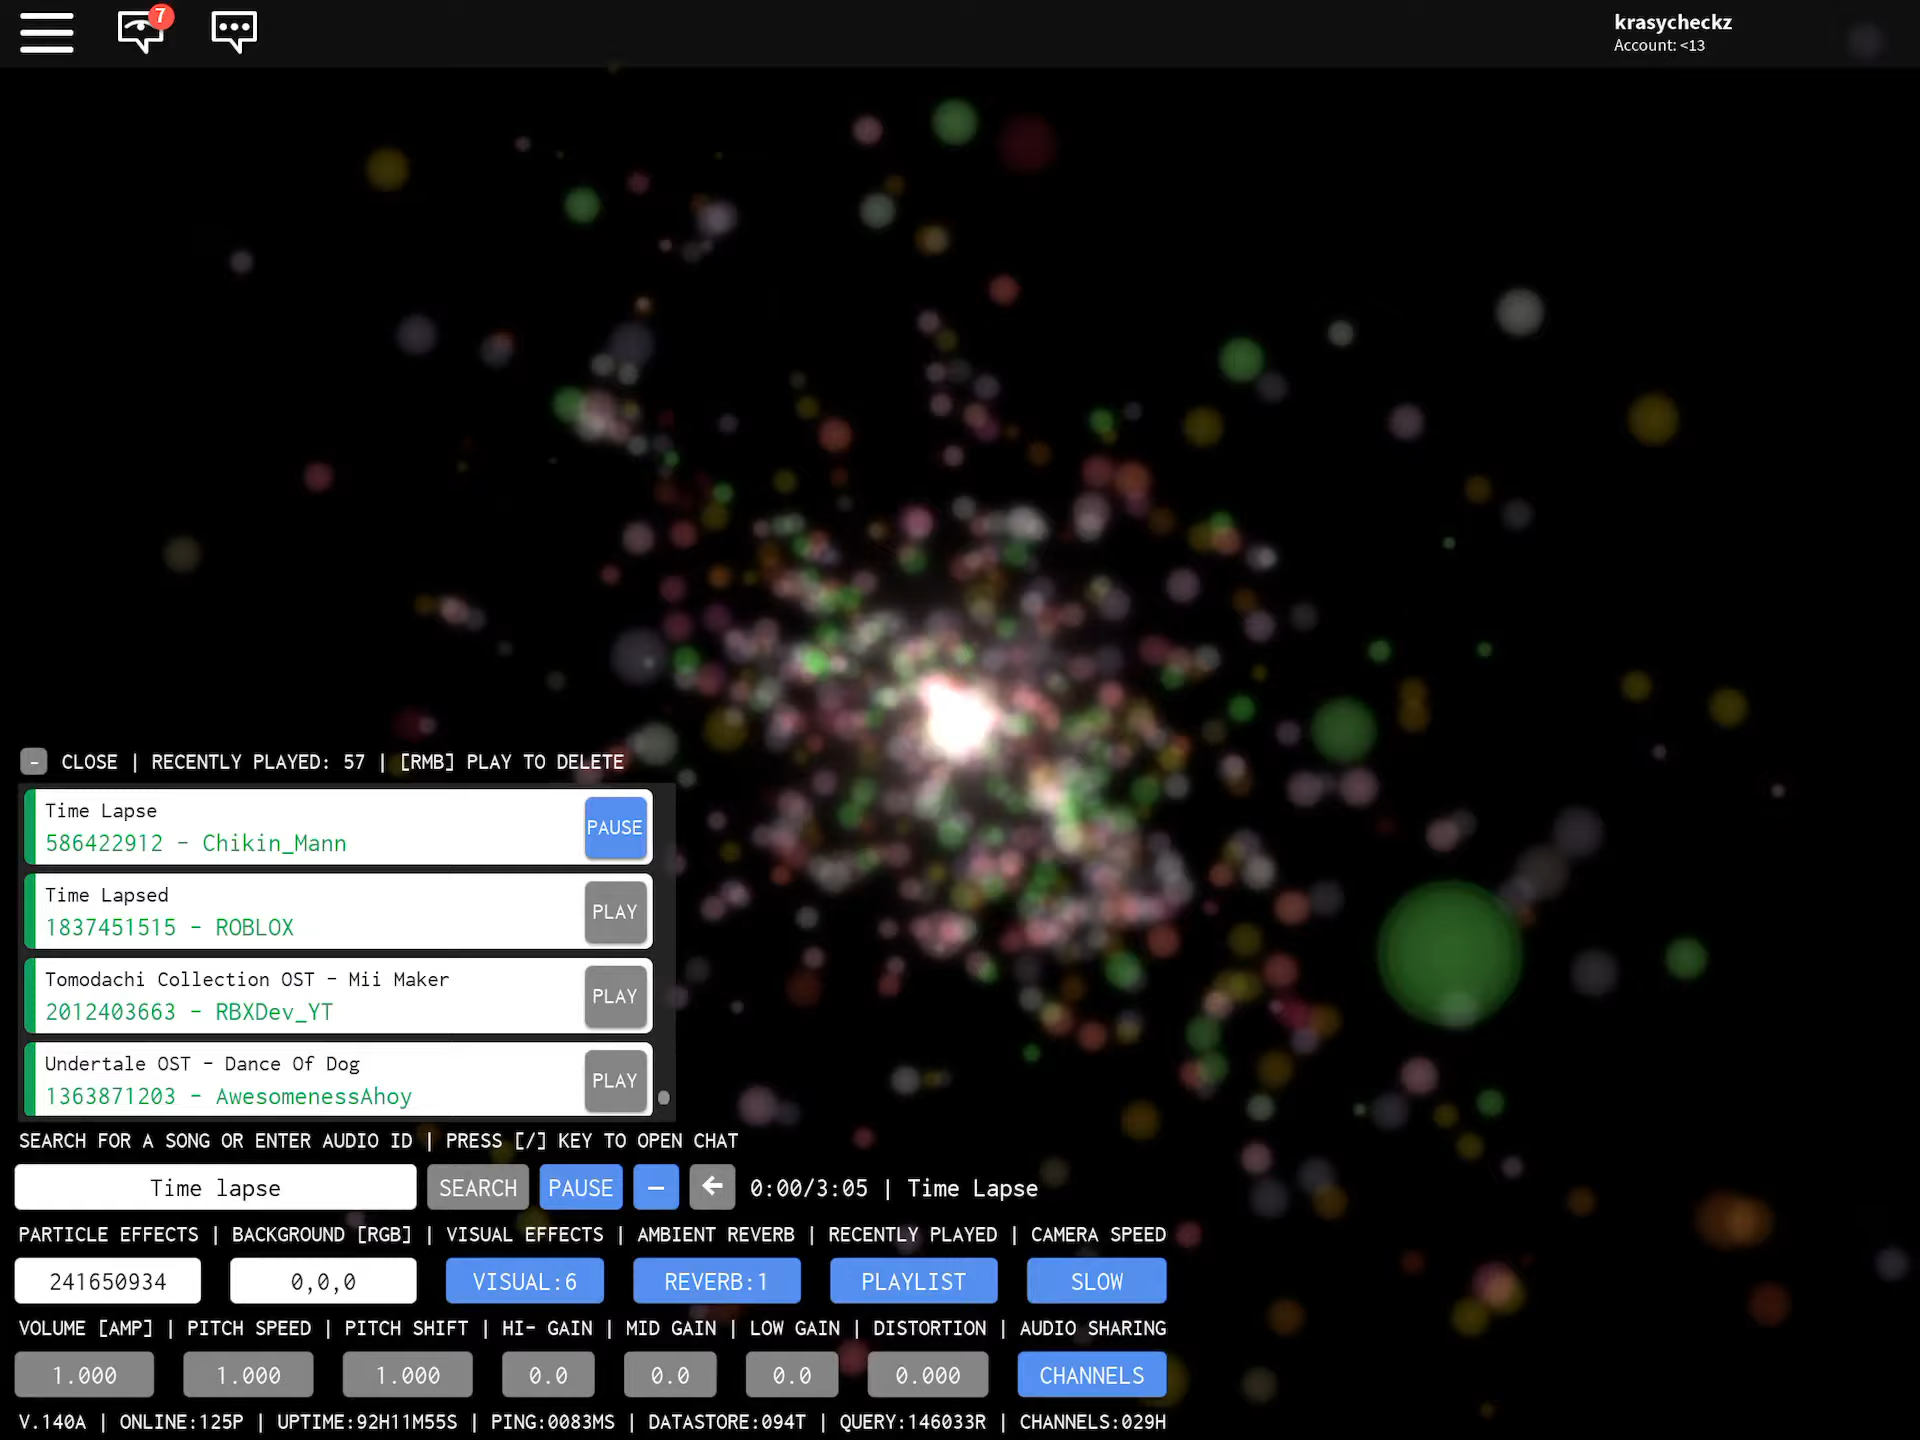 7
krasycheckz
Account: <13
- CLOSE | RECENTLY PLAYED: 57 | [RMB] PLAY TO DELETE
Time Lapse
586422912 - Chikin_Mann
PAUSE
Time Lapsed
1837451515 - ROBLOX
PLAY
Tomodachi Collection OST - Mii Maker
2012403663 - RBXDev_YT
PLAY
Undertale OST - Dance Of Dog
1363871203 - AwesomenessAhoy
PLAY
SEARCH FOR A SONG OR ENTER AUDIO ID | PRESS [/] KEY TO OPEN CHAT
Time lapse SEARCH PAUSE - ← 0:00/3:05 | Time Lapse
PARTICLE EFFECTS | BACKGROUND [RGB] | VISUAL EFFECTS | AMBIENT REVERB | RECENTLY PLAYED | CAMERA SPEED
241650934 0,0,0 VISUAL:6 REVERB:1 PLAYLIST SLOW
VOLUME [AMP] | PITCH SPEED | PITCH SHIFT | HI- GAIN | MID GAIN | LOW GAIN | DISTORTION | AUDIO SHARING
1.000 1.000 1.000 0.0 0.0 0.0 0.000 CHANNELS
V.140A | ONLINE:125P | UPTIME:92H11M55S | PING:0083MS | DATASTORE:094T | QUERY:146033R | CHANNELS:029H